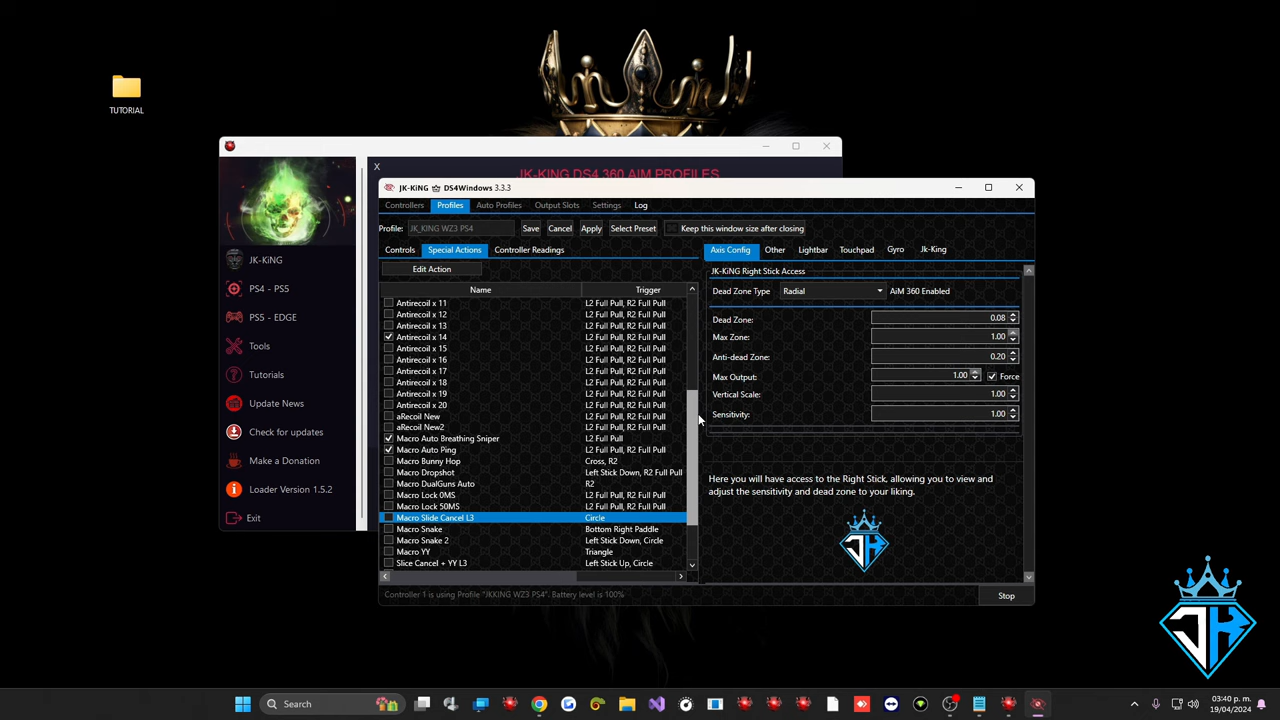 TUTORIAL
X
JK-KING DS4 360 AIM PROFILES
JK-KiNG DS4Windows 3.3.3
Controllers Profiles Auto Profiles Output Slots Settings Log
Profile: JK_KING WZ3 PS4 Save Cancel Apply Select Preset Keep this window size after closing
Controls Special Actions Controller Readings
Axis Config Other Lightbar Touchpad Gyro Jk-King
Edit Action
Name Trigger
Antirecoil x 11 L2 Full Pull, R2 Full Pull
Antirecoil x 12 L2 Full Pull, R2 Full Pull
Antirecoil x 13 L2 Full Pull, R2 Full Pull
Antirecoil x 14 L2 Full Pull, R2 Full Pull
Antirecoil x 15 L2 Full Pull, R2 Full Pull
Antirecoil x 16 L2 Full Pull, R2 Full Pull
Antirecoil x 17 L2 Full Pull, R2 Full Pull
Antirecoil x 18 L2 Full Pull, R2 Full Pull
Antirecoil x 19 L2 Full Pull, R2 Full Pull
Antirecoil x 20 L2 Full Pull, R2 Full Pull
aRecoil New L2 Full Pull, R2 Full Pull
aRecoil New2 L2 Full Pull, R2 Full Pull
Macro Auto Breathing Sniper L2 Full Pull
Macro Auto Ping L2 Full Pull, R2 Full Pull
Macro Bunny Hop Cross, R2
Macro Dropshot Left Stick Down, R2 Full Pull
Macro DualGuns Auto R2
Macro Lock 0MS L2 Full Pull, R2 Full Pull
Macro Lock 50MS L2 Full Pull, R2 Full Pull
Macro Slide Cancel L3 Circle
Macro Snake Bottom Right Paddle
Macro Snake 2 Left Stick Down, Circle
Macro YY Triangle
Slice Cancel + YY L3 Left Stick Up, Circle
JK-KiNG Right Stick Access
Dead Zone Type Radial AiM 360 Enabled
Dead Zone: 0.08
Max Zone: 1.00
Anti-dead Zone: 0.20
Max Output: 1.00 Force
Vertical Scale: 1.00
Sensitivity: 1.00
Here you will have access to the Right Stick, allowing you to view and
adjust the sensitivity and dead zone to your liking.
Controller 1 is using Profile "JKKING WZ3 PS4". Battery level is 100%
Stop
JK-KiNG
PS4 - PS5
PS5 - EDGE
Tools
Tutorials
Update News
Check for updates
Make a Donation
Loader Version 1.5.2
Exit
JK
Search
03:40 p. m.
19/04/2024